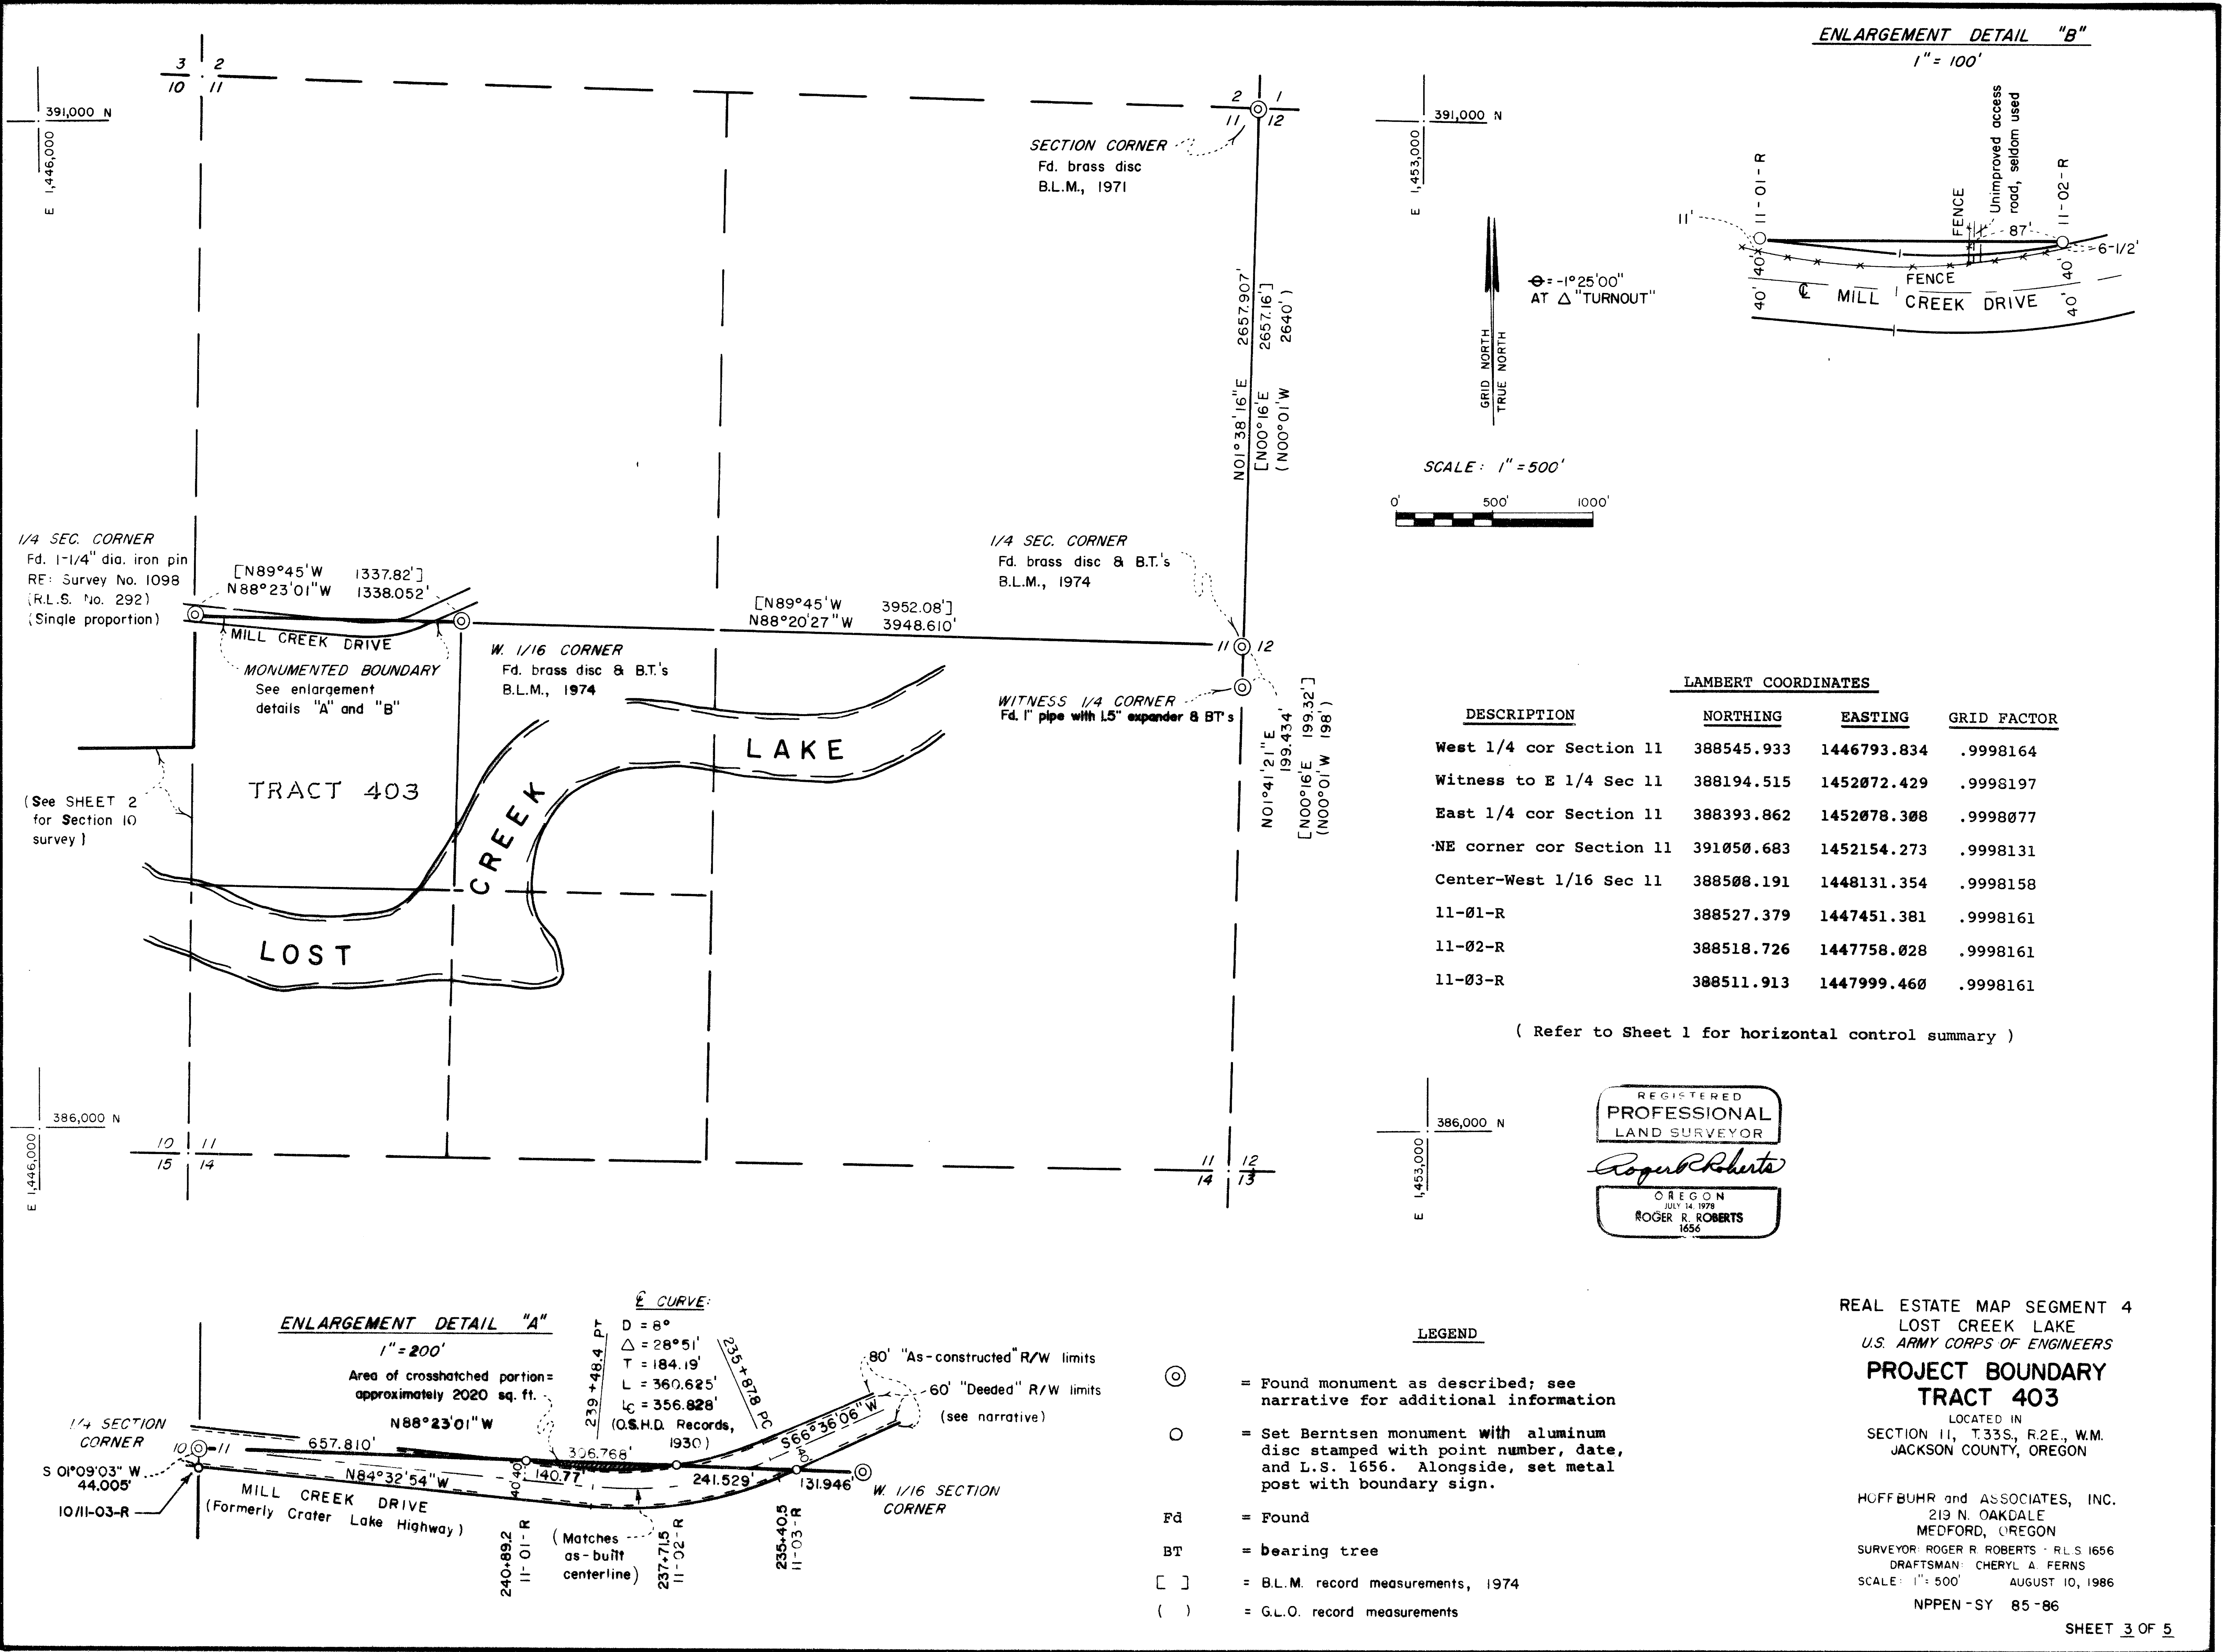 ENLARGEMENT DETAIL "B"
1" = 100'
3 2
10 11
391,000 N
E 1,446,000
2 1
11 12
SECTION CORNER
Fd. brass disc
B.L.M., 1971
391,000 N
E 1,453,000
Unimproved access
road, seldom used
FENCE
11-01-R
11-02-R
11'
87'
6-1/2'
40' 40'
FENCE
40'
40'
℄ MILL CREEK DRIVE
Ɵ = -1°25'00"
AT △ "TURNOUT"
GRID NORTH
TRUE NORTH
SCALE: 1" = 500'
0' 500' 1000'
N01°38'16"E 2657.907'
[N00°16'E 2657.16']
(N00°01'W 2640')
1/4 SEC. CORNER
Fd. 1-1/4" dia. iron pin
RE: Survey No. 1098
(R.L.S. No. 292)
(Single proportion)
[N89°45'W 1337.82']
N88°23'01"W 1338.052'
MILL CREEK DRIVE
MONUMENTED BOUNDARY
See enlargement
details "A" and "B"
W. 1/16 CORNER
Fd. brass disc & B.T.'s
B.L.M., 1974
[N89°45'W 3952.08']
N88°20'27"W 3948.610'
1/4 SEC. CORNER
Fd. brass disc & B.T.'s
B.L.M., 1974
11 12
WITNESS 1/4 CORNER
Fd. 1" pipe with 1.5" expander & BT's
N01°41'21"E
199.434'
[N00°16'E 199.32']
(N00°01'W 198')
(See SHEET 2
for Section 10
survey)
TRACT 403
LOST
CREEK
LAKE
LAMBERT COORDINATES
DESCRIPTION NORTHING EASTING GRID FACTOR
West 1/4 cor Section 11 388545.933 1446793.834 .9998164
Witness to E 1/4 Sec 11 388194.515 1452072.429 .9998197
East 1/4 cor Section 11 388393.862 1452078.308 .9998077
NE corner cor Section 11 391050.683 1452154.273 .9998131
Center-West 1/16 Sec 11 388508.191 1448131.354 .9998158
11-01-R 388527.379 1447451.381 .9998161
11-02-R 388518.726 1447758.028 .9998161
11-03-R 388511.913 1447999.460 .9998161
( Refer to Sheet 1 for horizontal control summary )
386,000 N
E 1,446,000
10 11
15 14
11 12
14 13
386,000 N
E 1,453,000
REGISTERED
PROFESSIONAL
LAND SURVEYOR
Roger R Roberts
OREGON
JULY 14, 1978
ROGER R. ROBERTS
1656
ENLARGEMENT DETAIL "A"
1" = 200'
Area of crosshatched portion =
approximately 2020 sq. ft.
N88°23'01"W
℄ CURVE:
D = 8°
△ = 28°51'
T = 184.19'
L = 360.625'
LC = 356.828'
(O.S.H.D. Records,
1930)
239+48.4 PT
235+87.8 PC
80' "As-constructed" R/W limits
60' "Deeded" R/W limits
(see narrative)
1/4 SECTION
CORNER
10 11
S 01°09'03" W
44.005'
10/11-03-R
657.810'
306.768'
S66°36'06"W
N84°32'54"W
40' 40'
140.77'
241.529'
40'
131.946'
W. 1/16 SECTION
CORNER
MILL CREEK DRIVE
(Formerly Crater Lake Highway)
240+89.2
11-01-R
(Matches
as-built
centerline)
237+71.5
11-02-R
235+40.5
11-03-R
LEGEND
= Found monument as described; see
narrative for additional information
= Set Berntsen monument with aluminum
disc stamped with point number, date,
and L.S. 1656. Alongside, set metal
post with boundary sign.
Fd = Found
BT = bearing tree
[ ] = B.L.M. record measurements, 1974
( ) = G.L.O. record measurements
REAL ESTATE MAP SEGMENT 4
LOST CREEK LAKE
U.S. ARMY CORPS OF ENGINEERS
PROJECT BOUNDARY
TRACT 403
LOCATED IN
SECTION 11, T.33S., R.2E., W.M.
JACKSON COUNTY, OREGON
HOFFBUHR and ASSOCIATES, INC.
219 N. OAKDALE
MEDFORD, OREGON
SURVEYOR: ROGER R. ROBERTS - R.L.S. 1656
DRAFTSMAN: CHERYL A. FERNS
SCALE: 1" = 500' AUGUST 10, 1986
NPPEN-SY 85-86
SHEET 3 OF 5